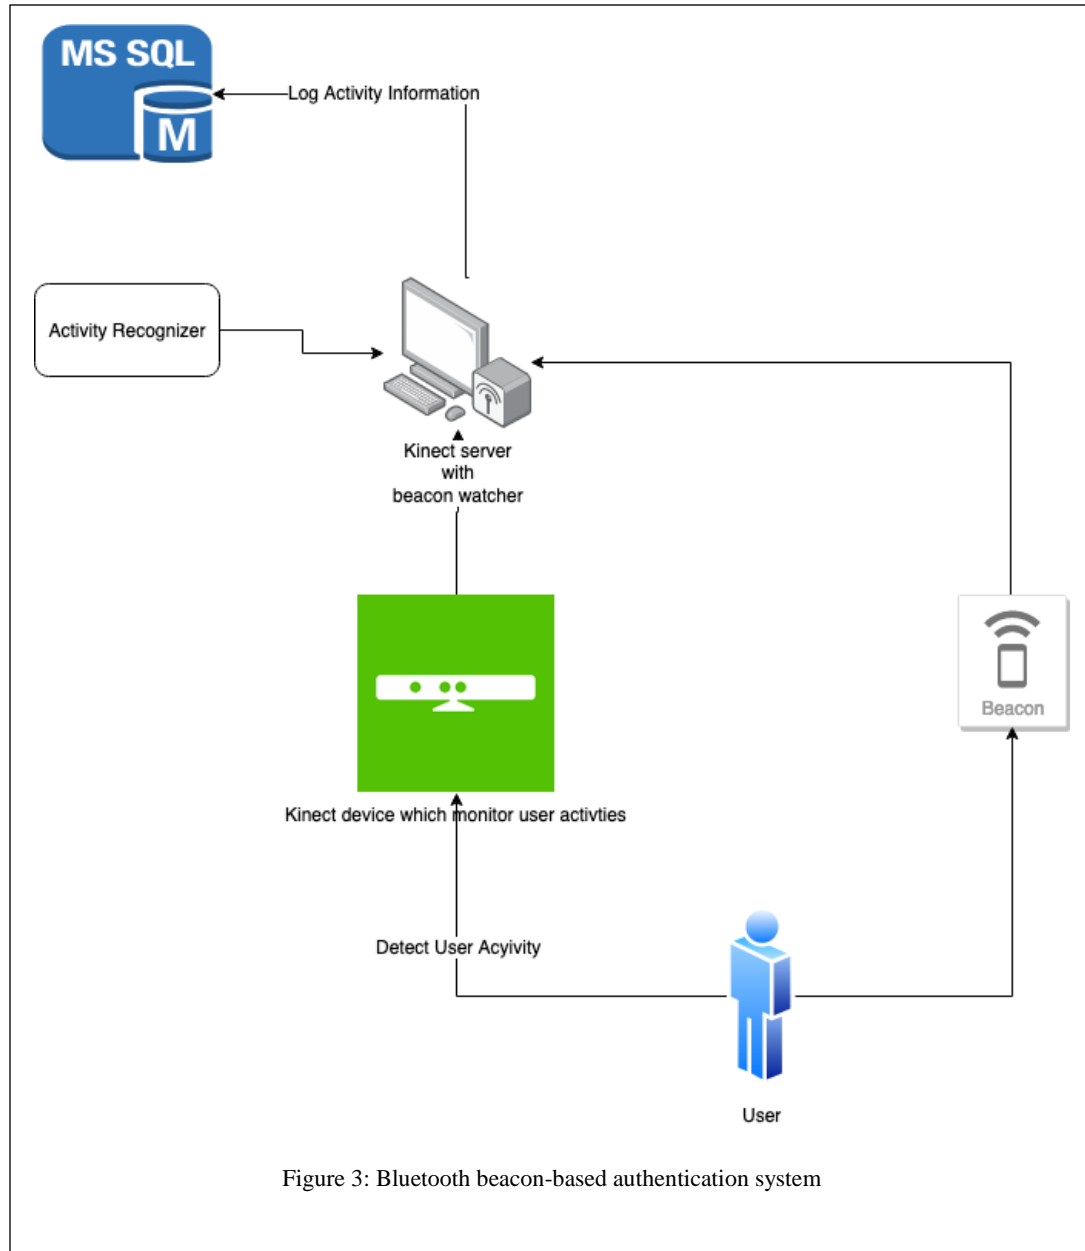 MS SQL
M
Log Activity Information
Activity Recognizer
Kinect server
with
beacon watcher
Beacon
Kinect device which monitor user activties
Detect User Acyivity
User
Figure 3: Bluetooth beacon-based authentication system